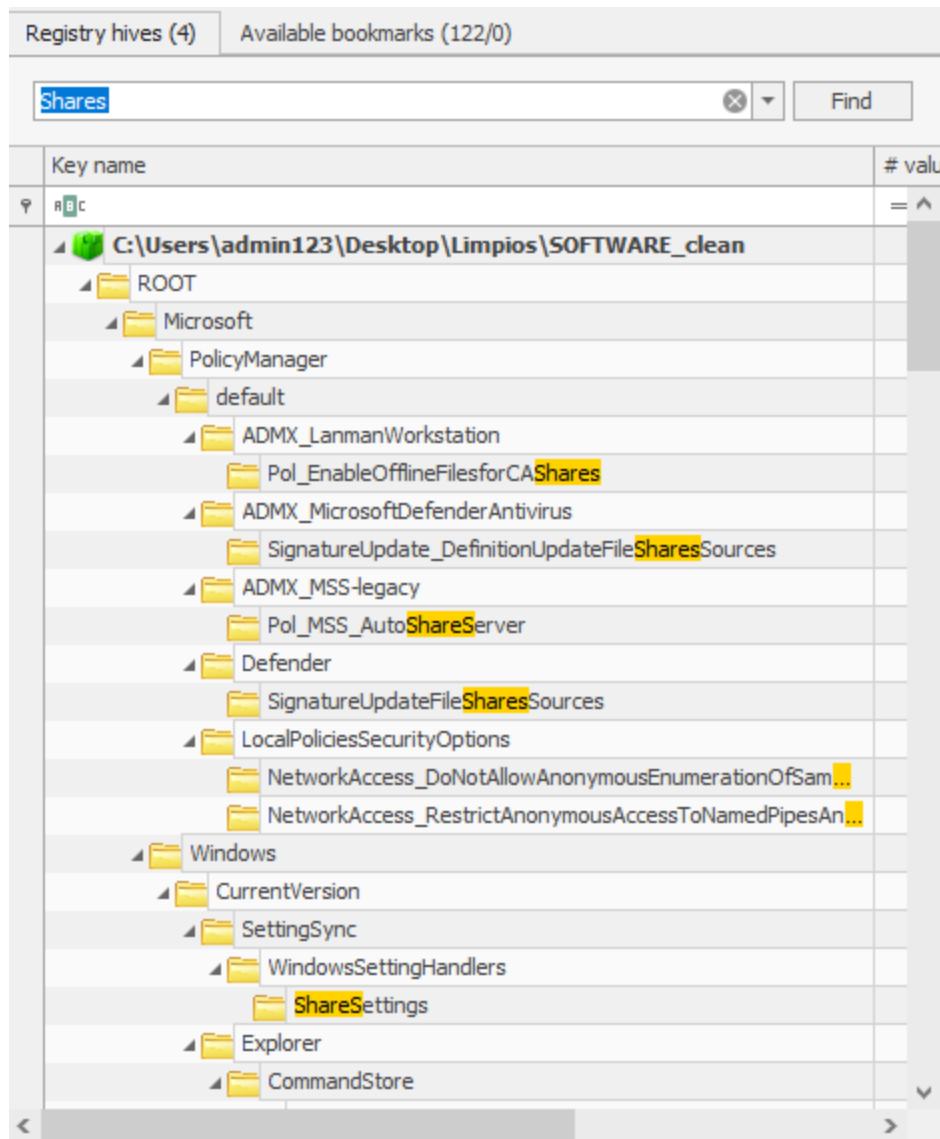 Registry hives (4) Available bookmarks (122/0)
Shares Find
Key name # valu
ABC =
C:\Users\admin123\Desktop\Limpios\SOFTWARE_clean
ROOT
Microsoft
PolicyManager
default
ADMX_LanmanWorkstation
Pol_EnableOfflineFilesforCAShares
ADMX_MicrosoftDefenderAntivirus
SignatureUpdate_DefinitionUpdateFileSharesSources
ADMX_MSS-legacy
Pol_MSS_AutoShareServer
Defender
SignatureUpdateFileSharesSources
LocalPoliciesSecurityOptions
NetworkAccess_DoNotAllowAnonymousEnumerationOfSam...
NetworkAccess_RestrictAnonymousAccessToNamedPipesAn...
Windows
CurrentVersion
SettingSync
WindowsSettingHandlers
ShareSettings
Explorer
CommandStore